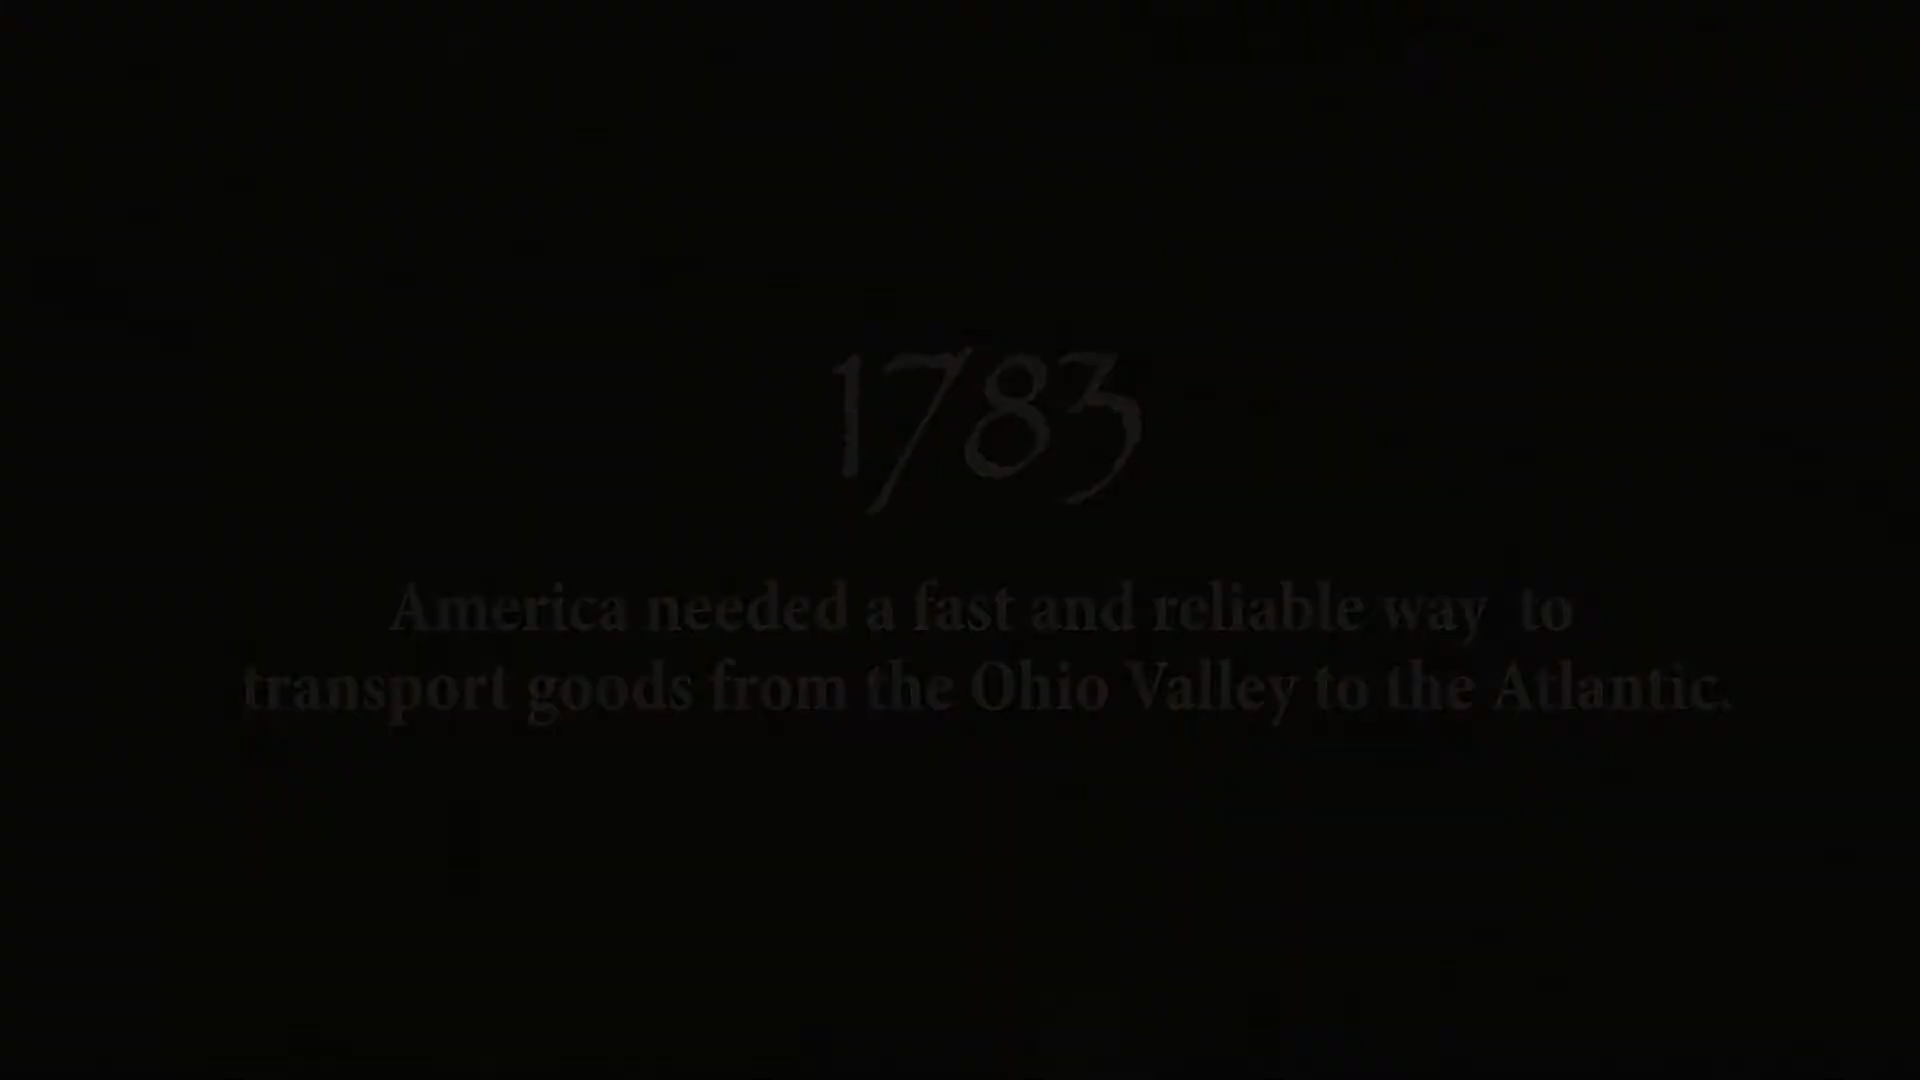 1783
America needed a fast and reliable way to
transport goods from the Ohio Valley to the Atlantic.